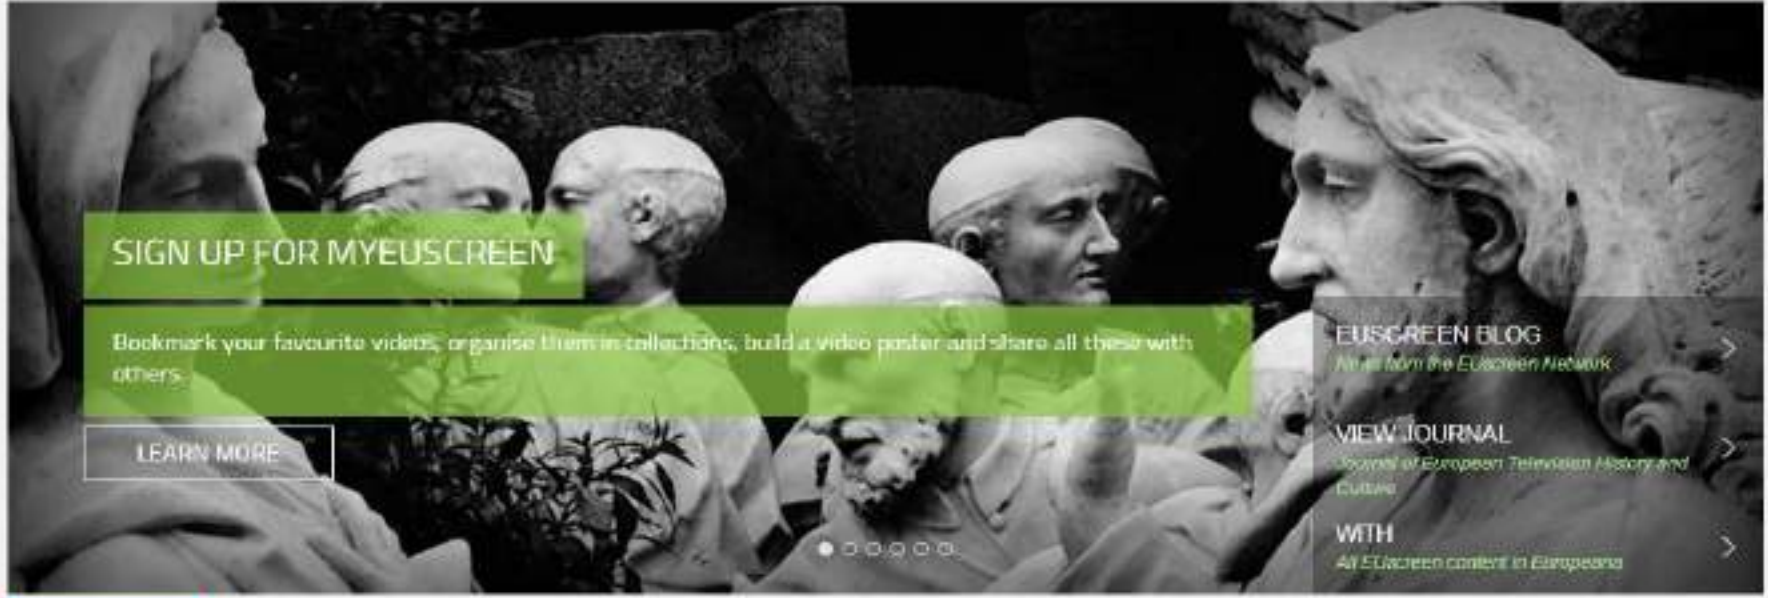 SIGN UP FOR MYEUSCREEN
Bookmark your favourite videos, organise them in collections, build a video poster and share all these with
others.
LEARN MORE
EUSCREEN BLOG
News from the EUscreen Network
VIEW JOURNAL
Journal of European Television History and
Culture
WITH
All EUscreen content in Europeana